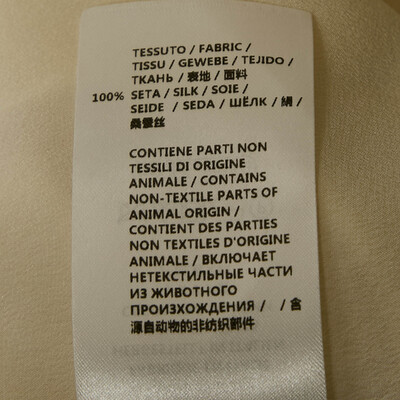 TESSUTO / FABRIC /
TISSU / GEWEBE / TEJIDO /
ТКАНЬ / 表地 / 面料
100% SETA / SILK / SOIE /
SEIDE / SEDA / ШЁЛК / 絹 /
桑蚕丝
CONTIENE PARTI NON
TESSILI DI ORIGINE
ANIMALE / CONTAINS
NON-TEXTILE PARTS OF
ANIMAL ORIGIN /
CONTIENT DES PARTIES
NON TEXTILES D'ORIGINE
ANIMALE / ВКЛЮЧАЕТ
НЕТЕКСТИЛЬНЫЕ ЧАСТИ
ИЗ ЖИВОТНОГО
ПРОИСХОЖДЕНИЯ / / 含
源自动物的非纺织部件